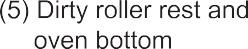 (5) Dirty roller rest and
oven bottom